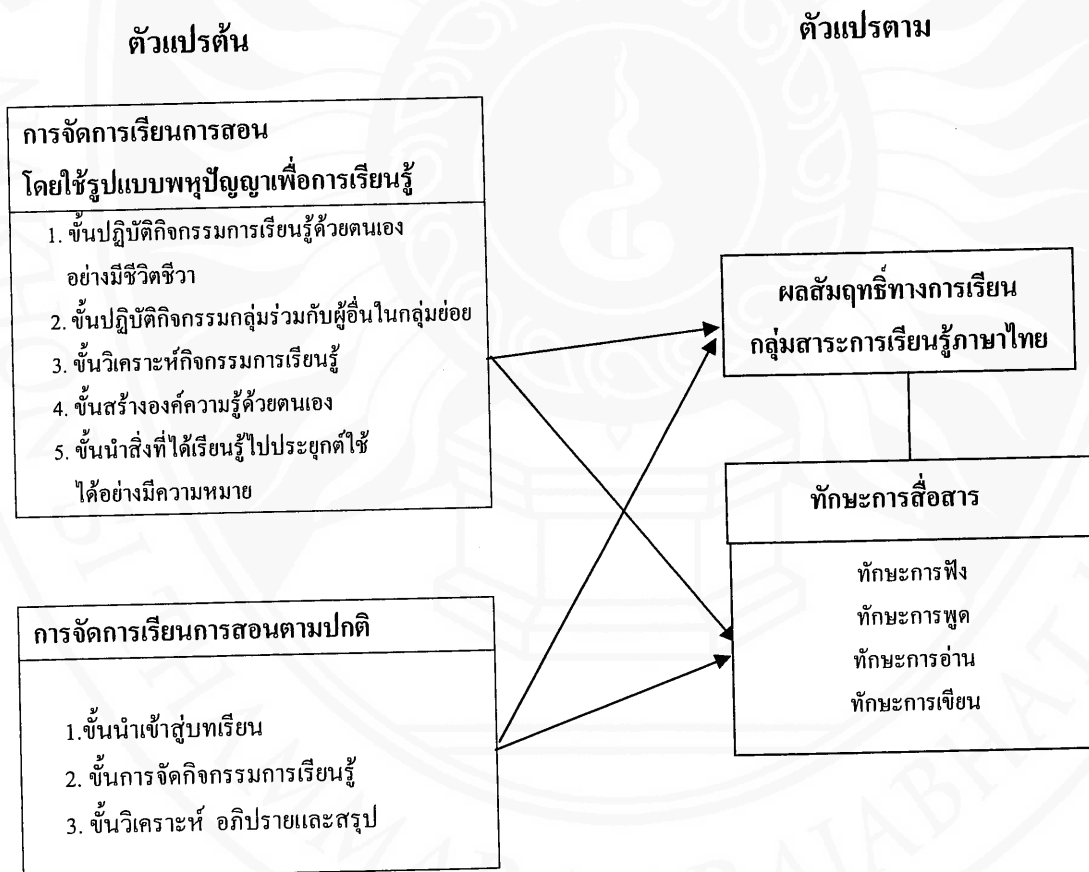 ตัวแปรต้น
ตัวแปรตาม
การจัดการเรียนการสอน
โดยใช้รูปแบบพหุปัญญาเพื่อการเรียนรู้
1. ขั้นปฏิบัติกิจกรรมการเรียนรู้ด้วยตนเอง
อย่างมีชีวิตชีวา
2. ขั้นปฏิบัติกิจกรรมกลุ่มร่วมกับผู้อื่นในกลุ่มย่อย
3. ขั้นวิเคราะห์กิจกรรมการเรียนรู้
4. ขั้นสร้างองค์ความรู้ด้วยตนเอง
5. ขั้นนำสิ่งที่ได้เรียนรู้ไปประยุกต์ใช้
ได้อย่างมีความหมาย
ผลสัมฤทธิ์ทางการเรียน
กลุ่มสาระการเรียนรู้ภาษาไทย
ทักษะการสื่อสาร
ทักษะการฟัง
ทักษะการพูด
ทักษะการอ่าน
ทักษะการเขียน
การจัดการเรียนการสอนตามปกติ
1.ขั้นนำเข้าสู่บทเรียน
2. ขั้นการจัดกิจกรรมการเรียนรู้
3. ขั้นวิเคราะห์ อภิปรายและสรุป